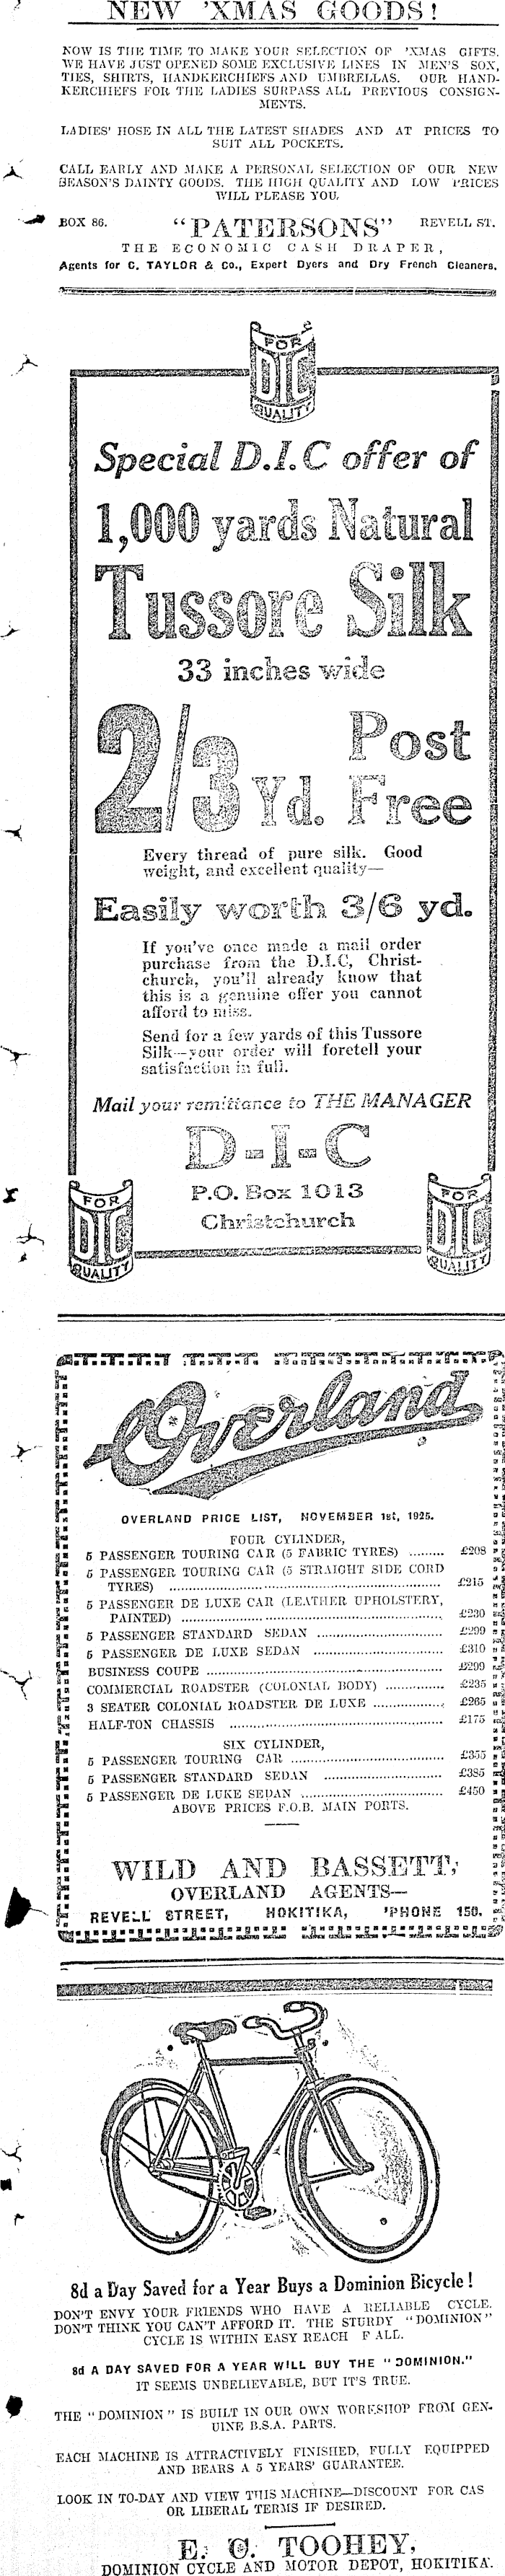 NEW 'XMAS GOODS!
NOW IS THE TIME TO MAKE YOUR SELECTION OF 'XMAS GIFTS.
WE HAVE JUST OPENED SOME EXCLUSIVE LINES IN MEN'S SOX,
TIES, SHIRTS, HANDKERCHIEFS AND UMBRELLAS. OUR HAND-
KERCHIEFS FOR THE LADIES SURPASS ALL PREVIOUS CONSIGN-
MENTS.
LADIES' HOSE IN ALL THE LATEST SHADES AND AT PRICES TO
SUIT ALL POCKETS.
CALL EARLY AND MAKE A PERSONAL SELECTION OF OUR NEW
SEASON'S DAINTY GOODS. THE HIGH QUALITY AND LOW PRICES
WILL PLEASE YOU.
BOX 86. "PATERSONS" REVELL ST.
THE ECONOMIC CASH DRAPER,
Agents for C. TAYLOR & Co., Expert Dyers and Dry French Cleaners.
FOR
DIC
QUALITY
Special D.I.C offer of
1,000 yards Natural
Tussore Silk
33 inches wide
2/3 Yd. Post Free
Every thread of pure silk. Good
weight, and excellent quality—
Easily worth 3/6 yd.
If you've once made a mail order
purchase from the D.I.C, Christ-
church, you'll already know that
this is a genuine offer you cannot
afford to miss.
Send for a few yards of this Tussore
Silk—your order will foretell your
satisfaction in full.
Mail your remittance to THE MANAGER
D-I-C
P.O. Box 1013
Christchurch
FOR
DIC
QUALITY
FOR
DIC
QUALITY
Overland
OVERLAND PRICE LIST, NOVEMBER 1st, 1925.
FOUR CYLINDER,
5 PASSENGER TOURING CAR (5 FABRIC TYRES) ......... £208
5 PASSENGER TOURING CAR (5 STRAIGHT SIDE CORD
TYRES) ......... £215
5 PASSENGER DE LUXE CAR (LEATHER UPHOLSTERY,
PAINTED) ......... £230
5 PASSENGER STANDARD SEDAN ......... £299
5 PASSENGER DE LUXE SEDAN ......... £310
BUSINESS COUPE ......... £299
COMMERCIAL ROADSTER (COLONIAL BODY) ......... £235
3 SEATER COLONIAL ROADSTER DE LUXE ......... £265
HALF-TON CHASSIS ......... £175
SIX CYLINDER,
5 PASSENGER TOURING CAR ......... £355
5 PASSENGER STANDARD SEDAN ......... £385
5 PASSENGER DE LUXE SEDAN ......... £450
ABOVE PRICES F.O.B. MAIN PORTS.
WILD AND BASSETT,
OVERLAND AGENTS—
REVELL STREET, HOKITIKA, 'PHONE 150.
8d a Day Saved for a Year Buys a Dominion Bicycle!
DON'T ENVY YOUR FRIENDS WHO HAVE A RELIABLE CYCLE.
DON'T THINK YOU CAN'T AFFORD IT. THE STURDY "DOMINION"
CYCLE IS WITHIN EASY REACH F ALL.
8d A DAY SAVED FOR A YEAR WILL BUY THE "DOMINION."
IT SEEMS UNBELIEVABLE, BUT IT'S TRUE.
THE "DOMINION" IS BUILT IN OUR OWN WORKSHOP FROM GEN-
UINE B.S.A. PARTS.
EACH MACHINE IS ATTRACTIVELY FINISHED, FULLY EQUIPPED
AND BEARS A 5 YEARS' GUARANTEE.
LOOK IN TO-DAY AND VIEW THIS MACHINE—DISCOUNT FOR CAS
OR LIBERAL TERMS IF DESIRED.
E. C. TOOHEY,
DOMINION CYCLE AND MOTOR DEPOT, HOKITIKA.